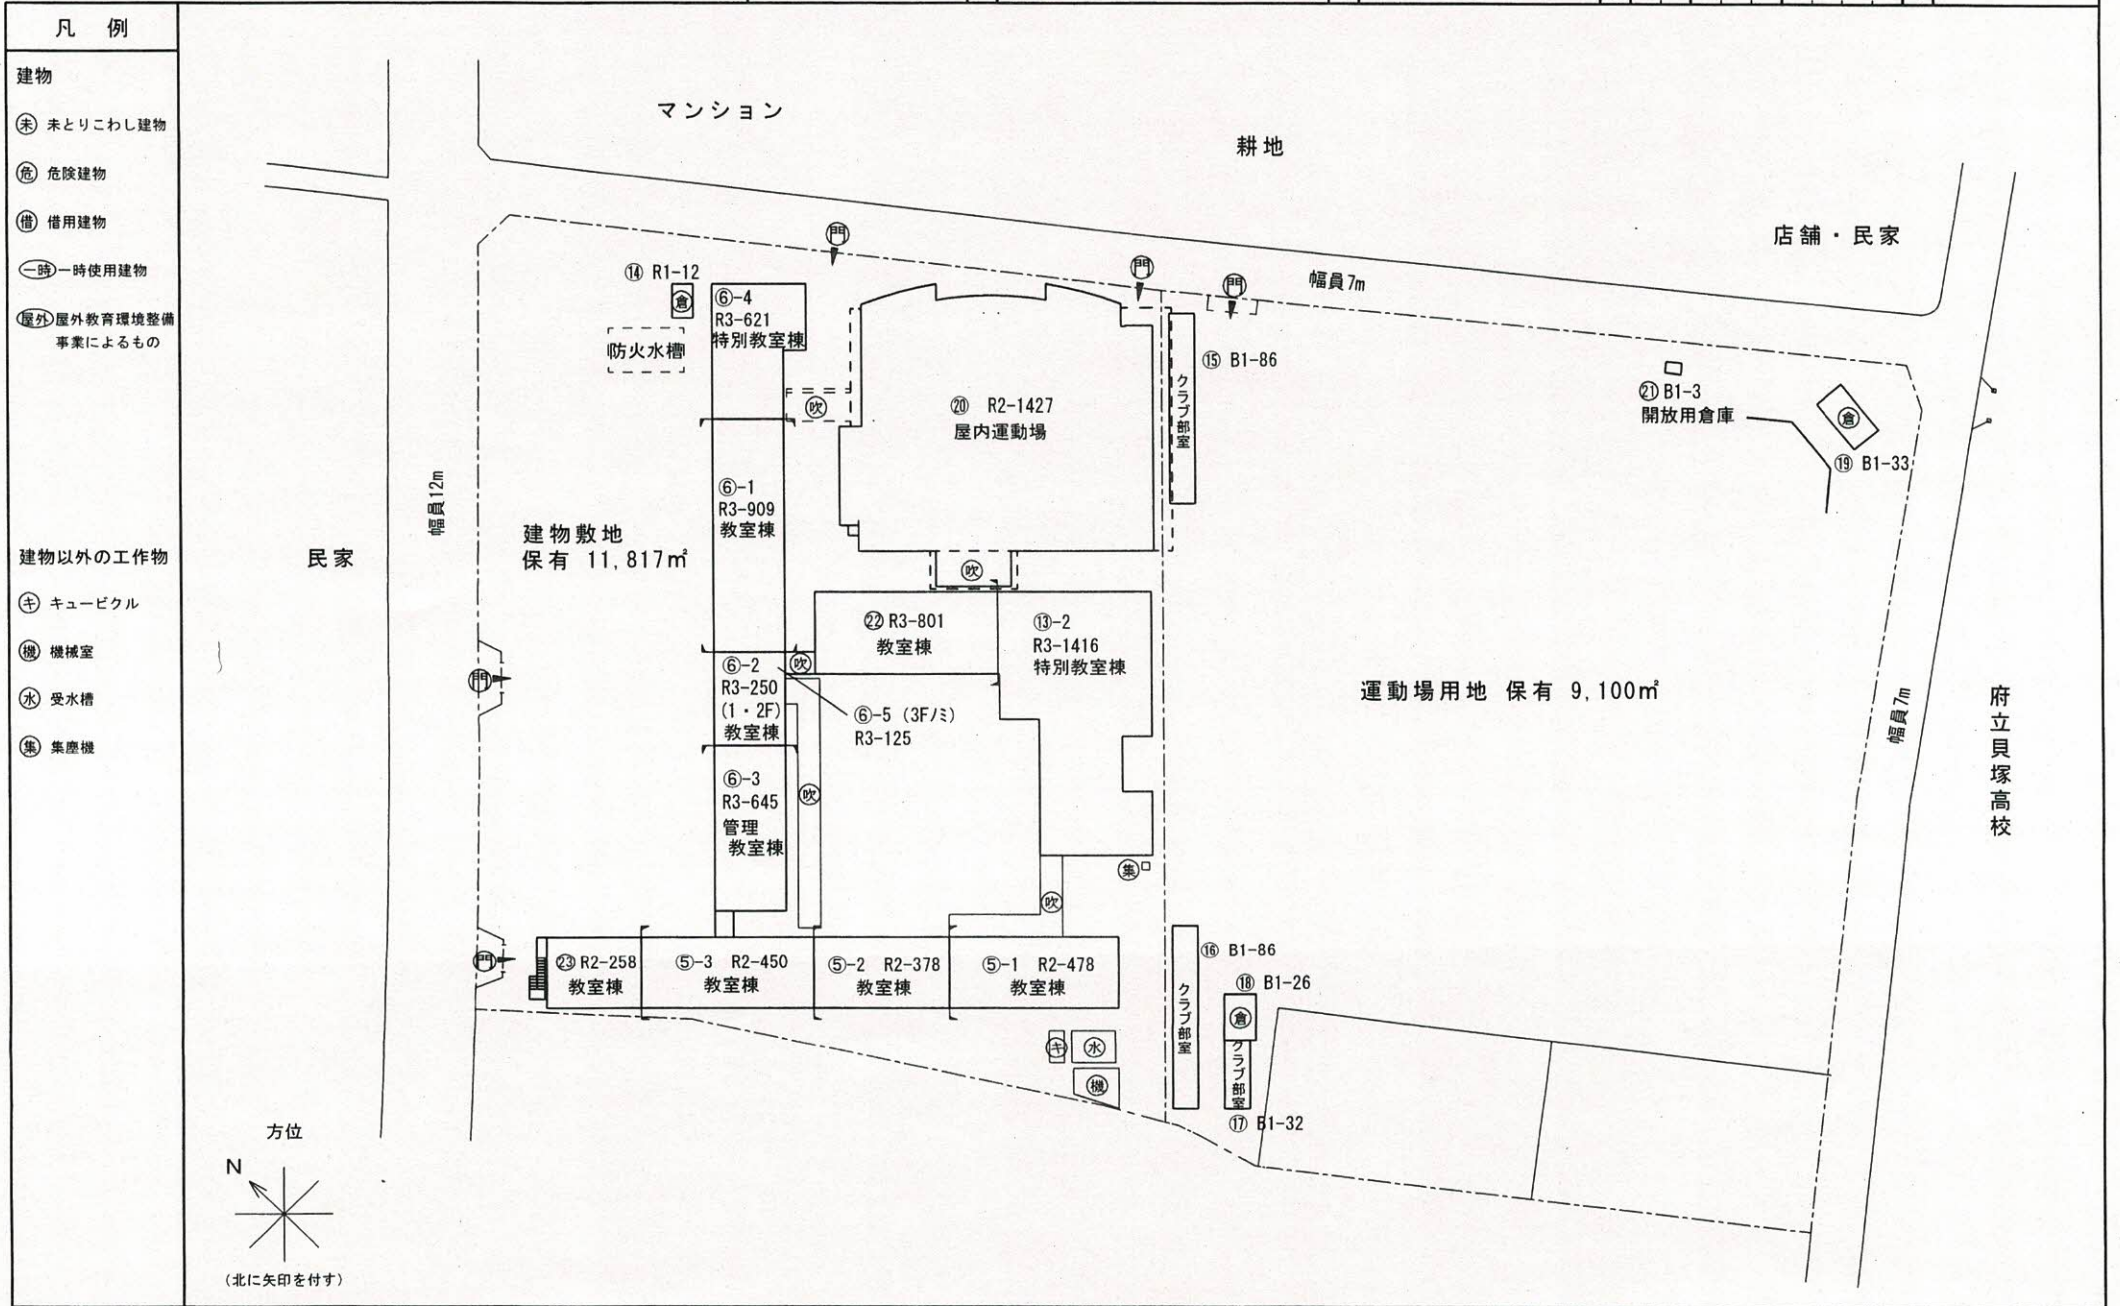 凡 例
建物
未 未とりこわし建物
危 危険建物
借 借用建物
一時 一時使用建物
屋外 屋外教育環境整備
事業によるもの
建物以外の工作物
キ キュービクル
機 機械室
水 受水槽
集 集塵機
マンション
耕地
店舗・民家
門
門
門
幅員7m
⑭ R1-12
倉
防火水槽
⑥-4
R3-621
特別教室棟
吹
⑳ R2-1427
屋内運動場
⑮ B1-86
クラブ部室
㉑ B1-3
開放用倉庫
倉
⑲ B1-33
幅員12m
民家
建物敷地
保有 11,817㎡
⑥-1
R3-909
教室棟
吹
㉒ R3-801
教室棟
⑬-2
R3-1416
特別教室棟
⑥-2
R3-250
(1・2F)
教室棟
吹
⑥-5 (3Fノミ)
R3-125
門
運動場用地 保有 9,100㎡
幅員7m
府立貝塚高校
⑥-3
R3-645
管理
教室棟
吹
集
吹
門
㉓ R2-258
教室棟
⑤-3 R2-450
教室棟
⑤-2 R2-378
教室棟
⑤-1 R2-478
教室棟
⑯ B1-86
クラブ部室
⑱ B1-26
倉
クラブ部室
⑰ B1-32
キ
水
機
方位
N
(北に矢印を付す)